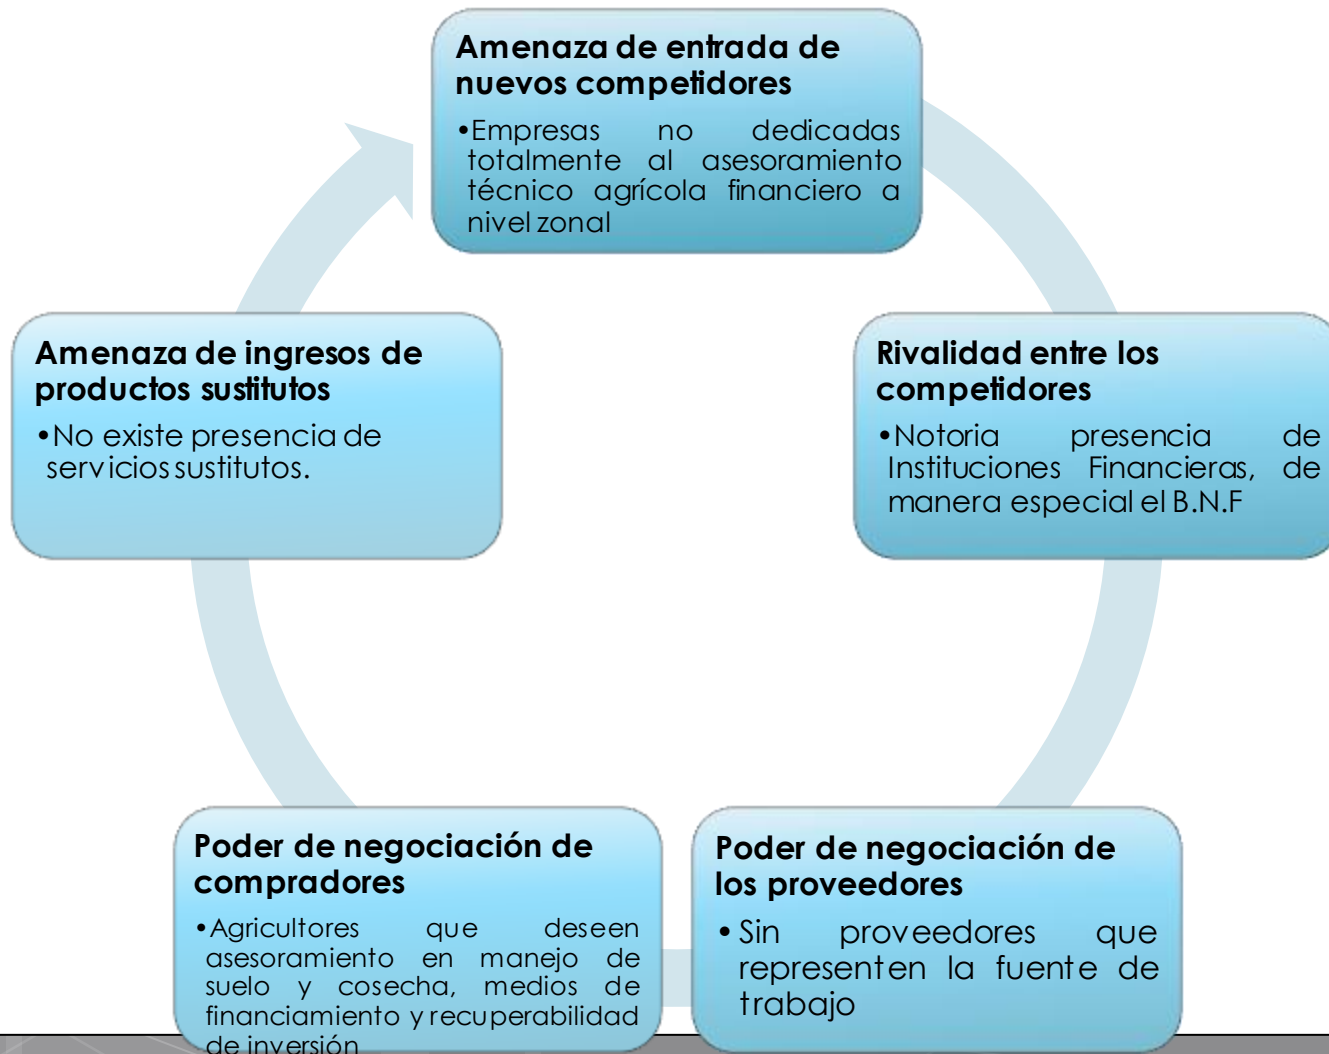 Amenaza de entrada de
nuevos competidores
•Empresas no dedicadas
totalmente al asesoramiento
técnico agrícola financiero a
nivel zonal
Rivalidad entre los
competidores
•Notoria presencia de
Instituciones Financieras, de
manera especial el B.N.F
Poder de negociación de
los proveedores
•Sin proveedores que
representen la fuente de
trabajo
Poder de negociación de
compradores
•Agricultores que deseen
asesoramiento en manejo de
suelo y cosecha, medios de
financiamiento y recuperabilidad
de inversión
Amenaza de ingresos de
productos sustitutos
•No existe presencia de
servicios sustitutos.